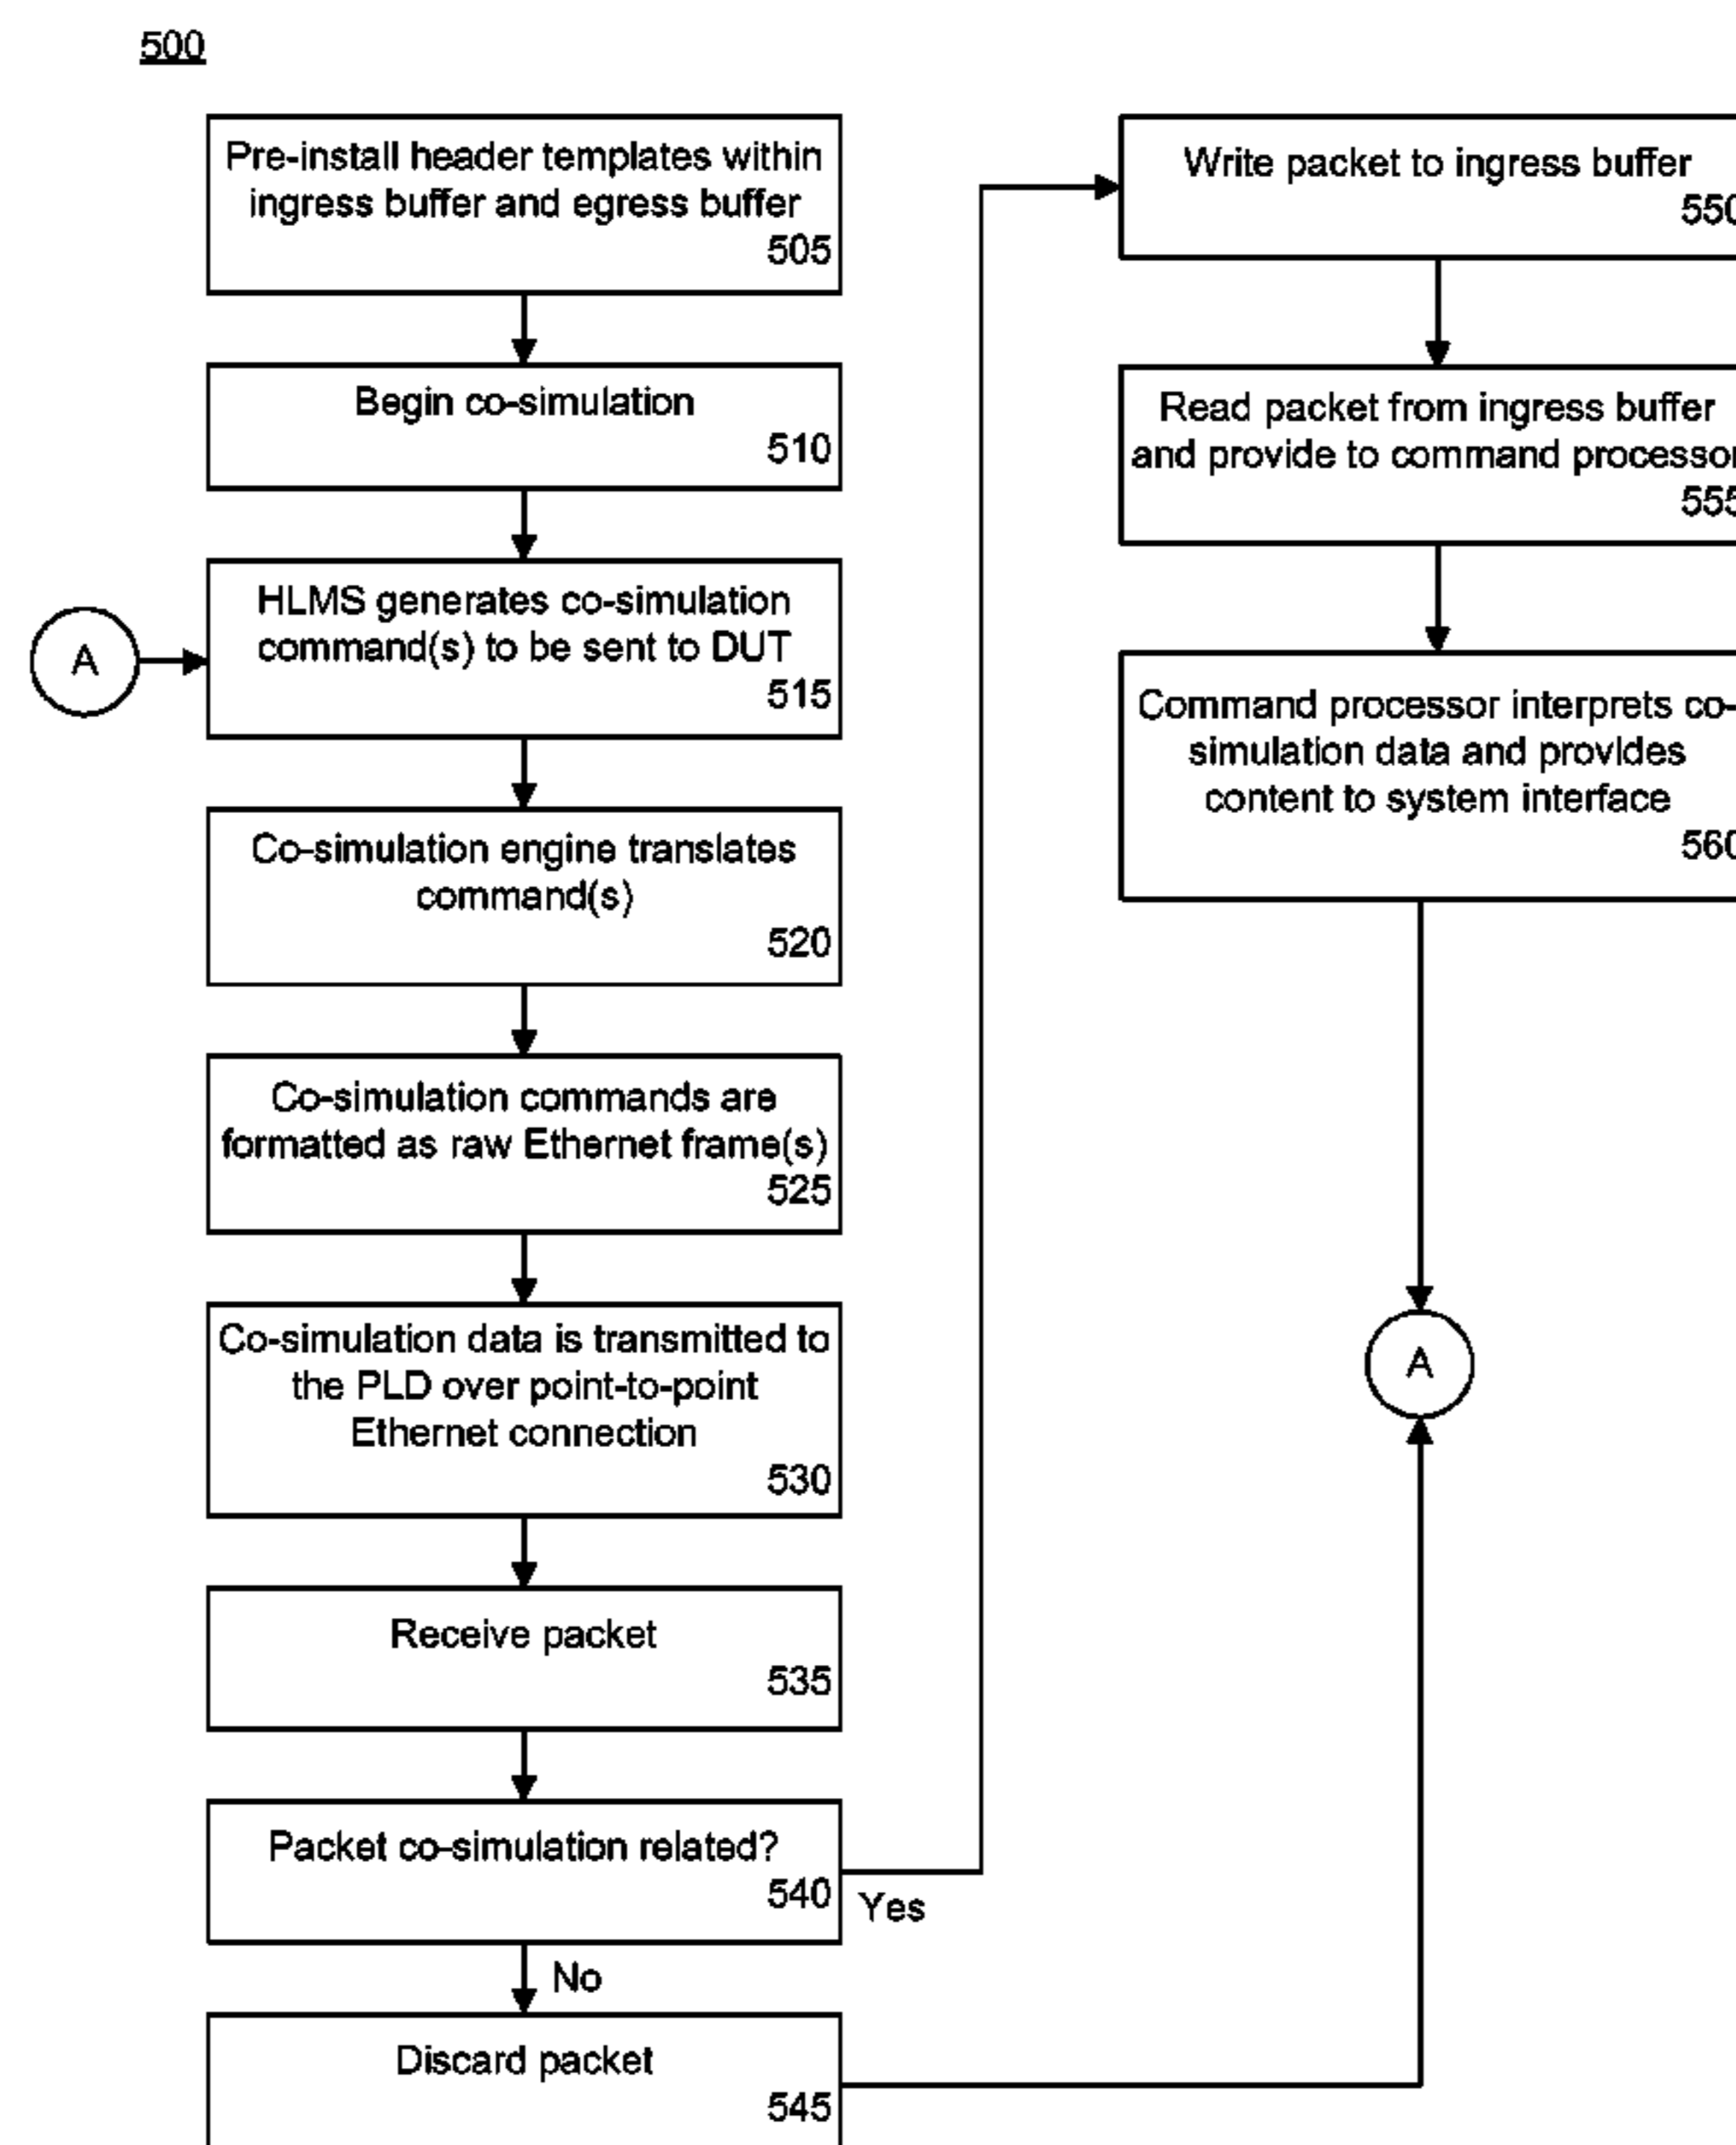 500
Pre-install header templates within
ingress buffer and egress buffer
505
Begin co-simulation
510
A
HLMS generates co-simulation
command(s) to be sent to DUT
515
Co-simulation engine translates
command(s)
520
Co-simulation commands are
formatted as raw Ethernet frame(s)
525
Co-simulation data is transmitted to
the PLD over point-to-point
Ethernet connection
530
Receive packet
535
Packet co-simulation related?
540
Yes
No
Discard packet
545
Write packet to ingress buffer
550
Read packet from ingress buffer
and provide to command processor
555
Command processor interprets co-
simulation data and provides
content to system interface
560
A